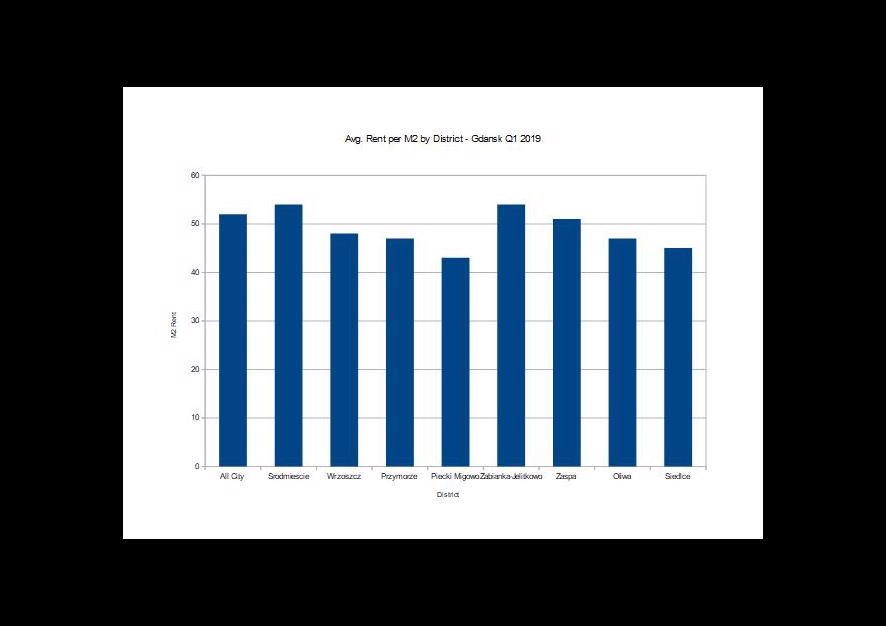 Avg. Rent per M2 by District - Gdansk Q1 2019
60
50
40
30
20
10
0
M2 Rent
All City Srodmiescie Wrzoszcz Przymorze Piecki Migowo Zabianka-Jelitkowo Zaspa Oliwa Siedlce
District